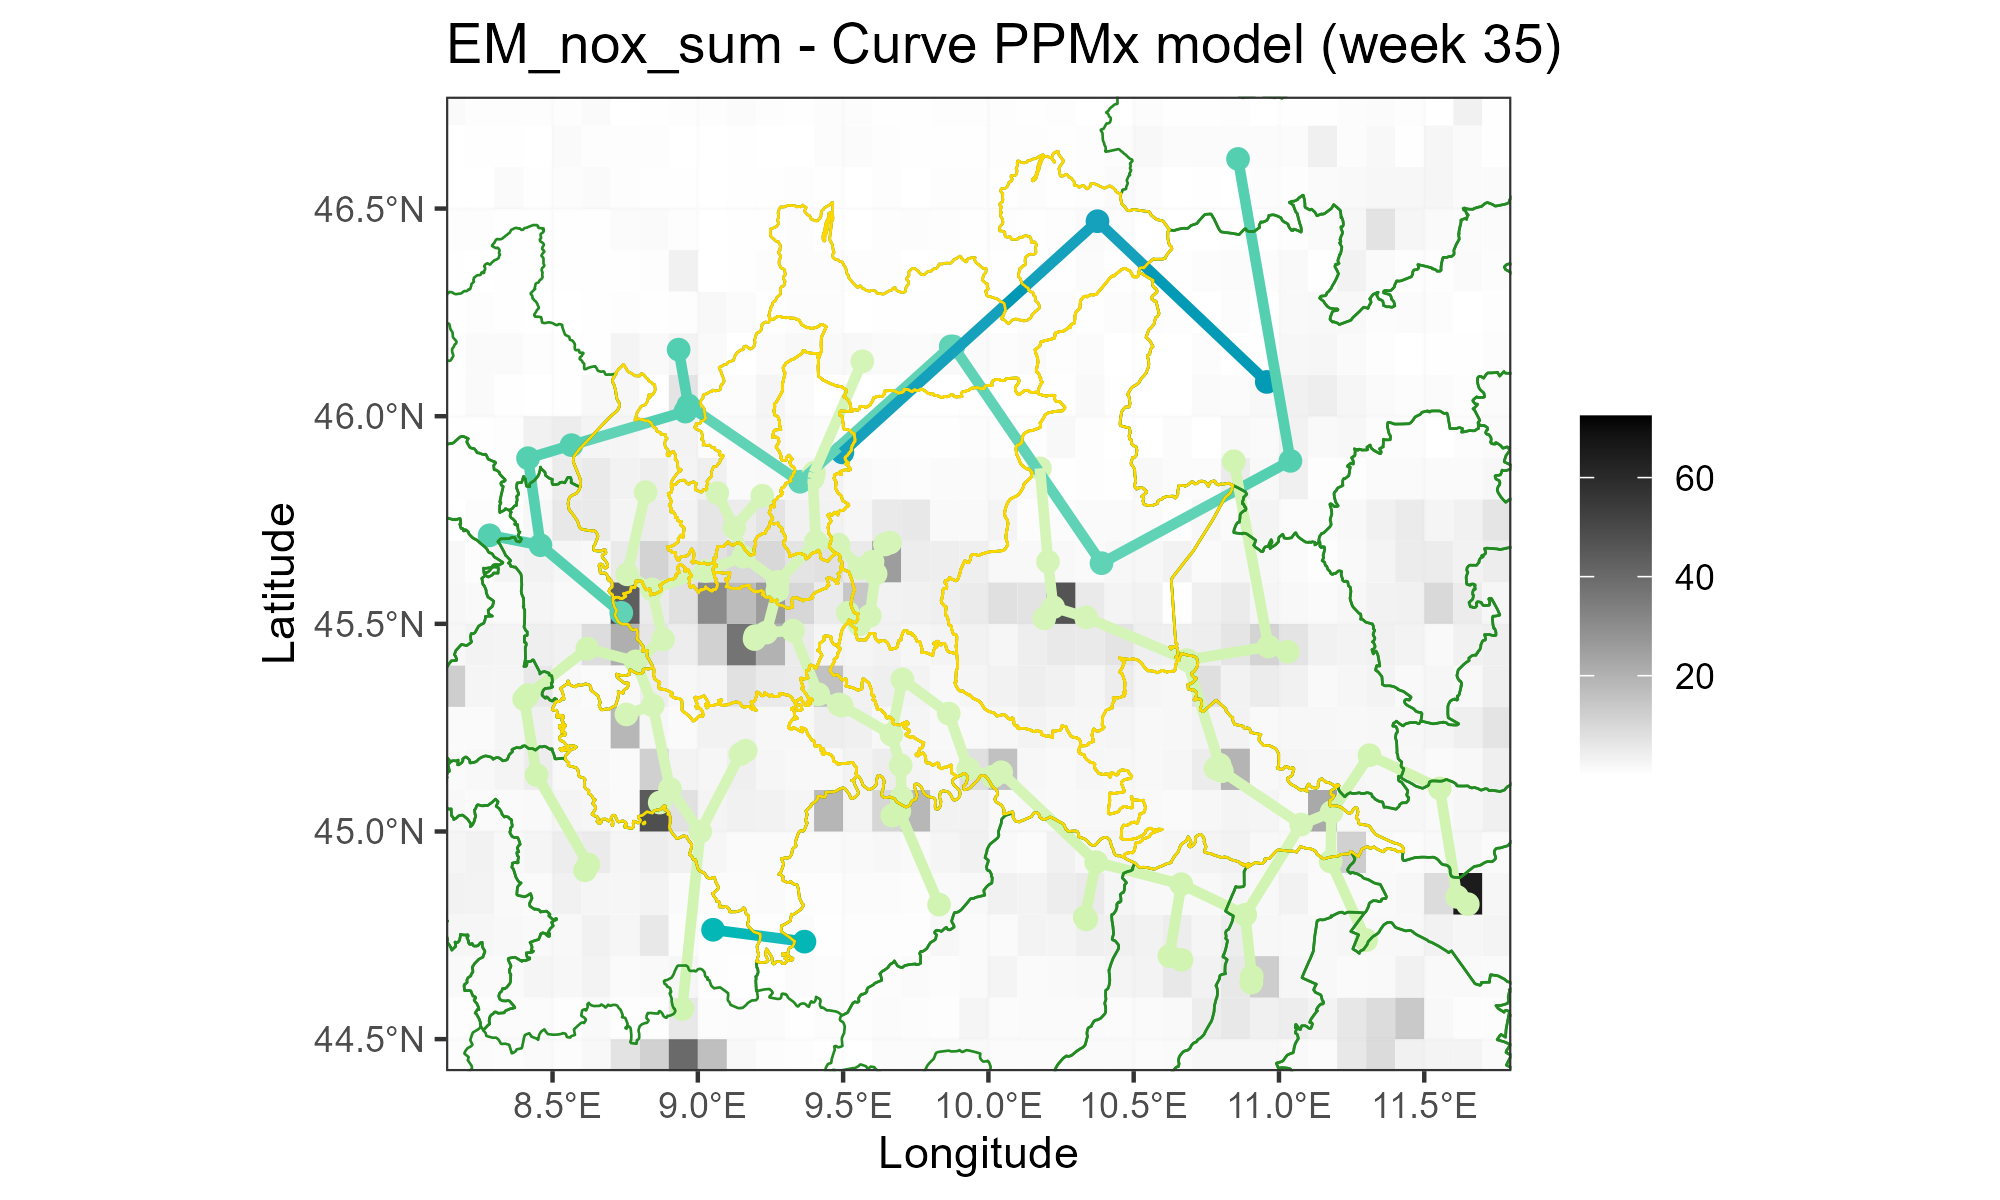 EM_nox_sum - Curve PPMx model (week 35)
46.5°N
46.0°N
45.5°N
45.0°N
44.5°N
Latitude
8.5°E 9.0°E 9.5°E 10.0°E 10.5°E 11.0°E 11.5°E
Longitude
60
40
20